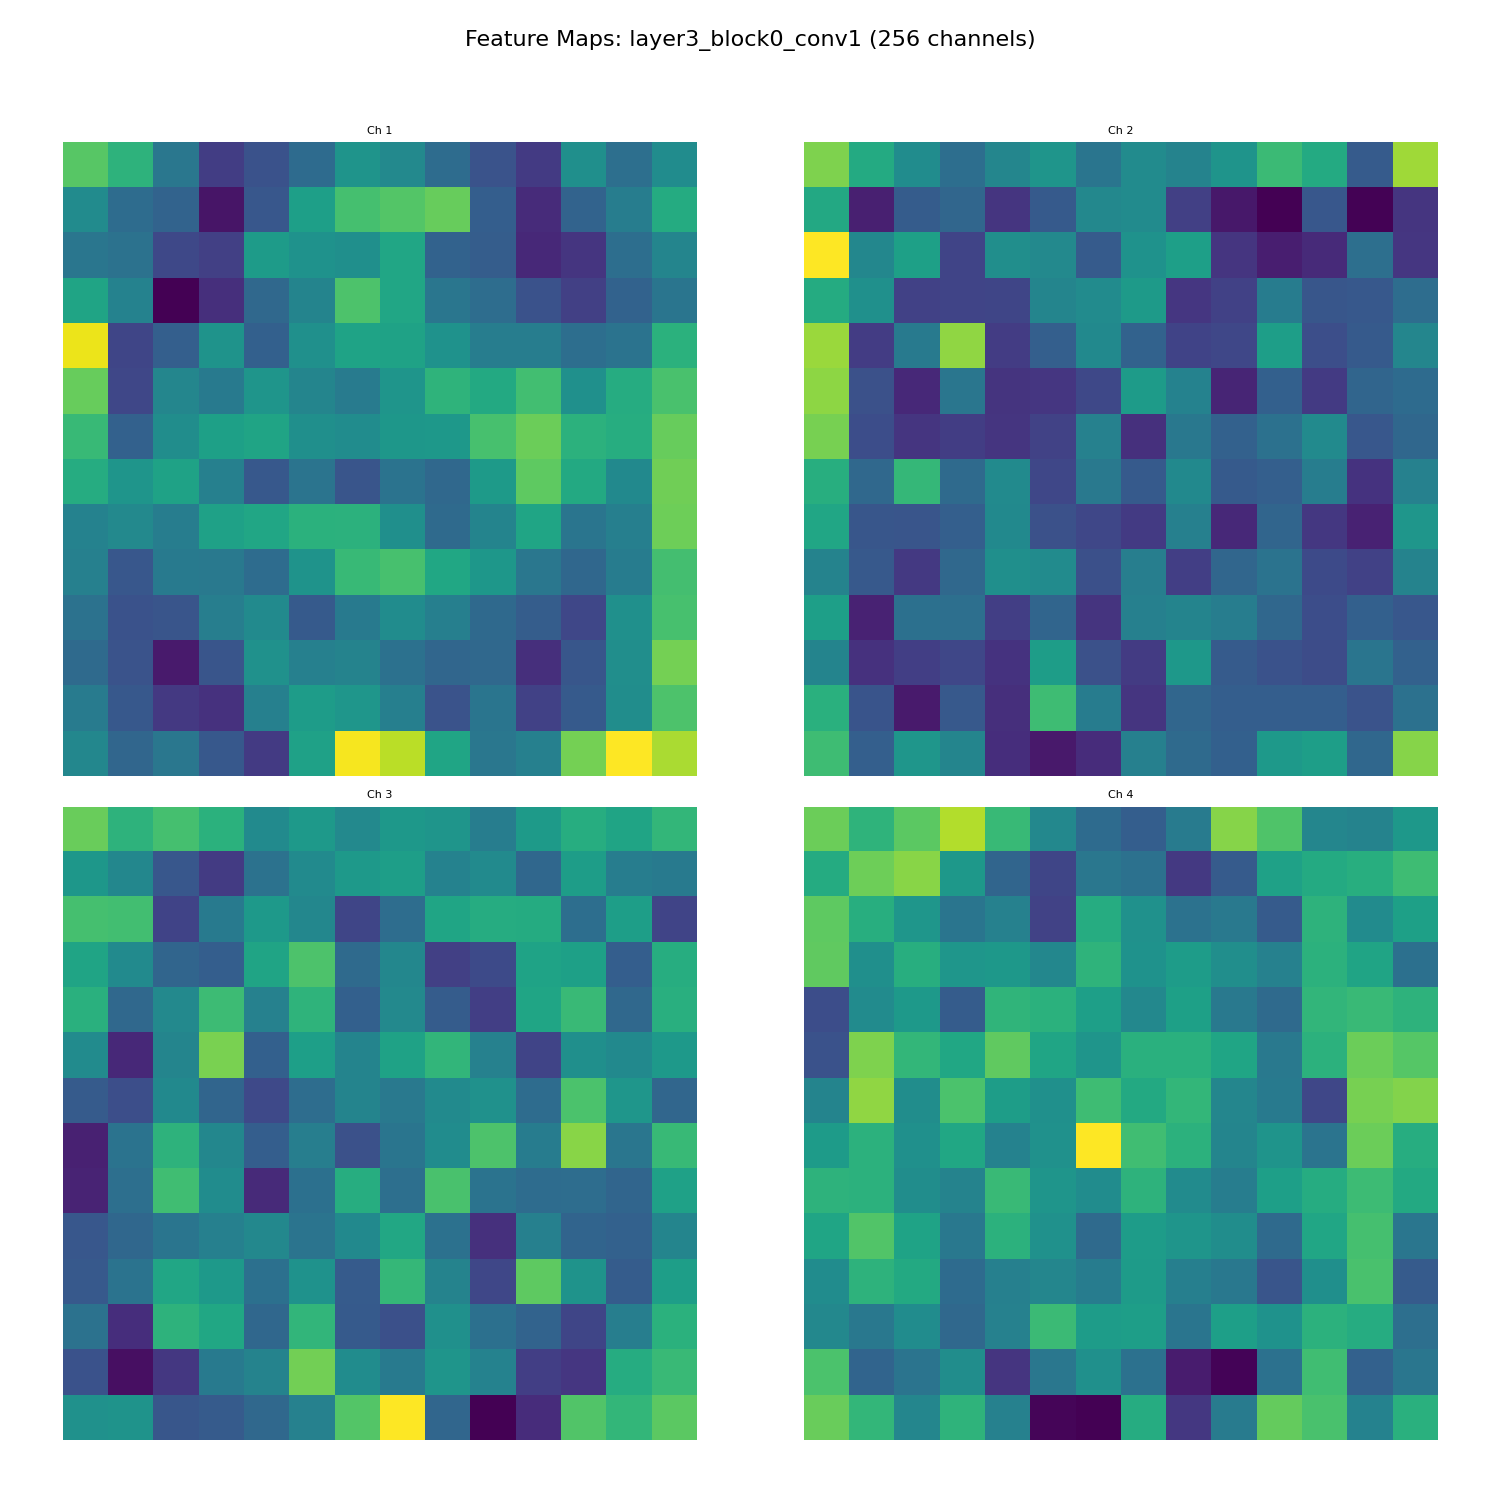 Feature Maps: layer3_block0_conv1 (256 channels)
Ch 1
Ch 2
Ch 3
Ch 4